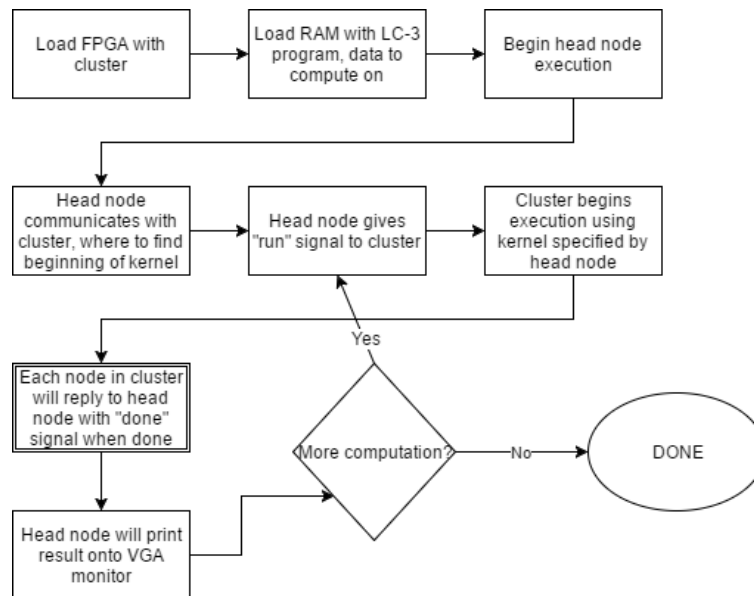 Load FPGA with
cluster
Load RAM with LC-3
program, data to
compute on
Begin head node
execution
Head node
communicates with
cluster, where to find
beginning of kernel
Head node gives
"run" signal to cluster
Cluster begins
execution using
kernel specified by
head node
Yes
Each node in cluster
will reply to head
node with "done"
signal when done
More computation?
No
DONE
Head node will print
result onto VGA
monitor